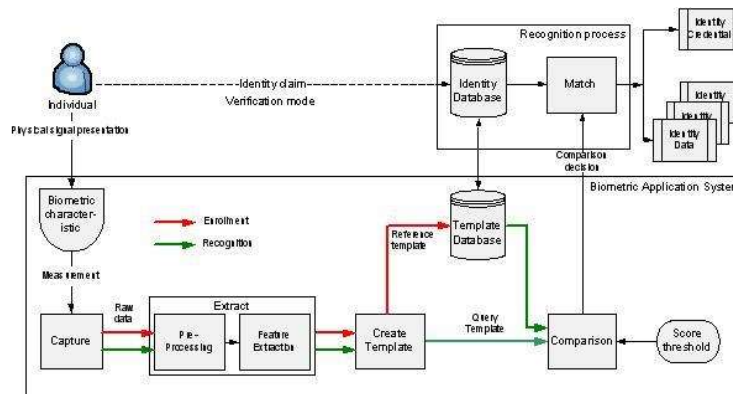 Recognition process
Identity
Credential
Identity claim
Verification mode
Identity
Database
Match
Individual
Physical signal presentation
Identity
Identity
Identity
Data
Comparison
decision
Biometric Application System
Biometric
character-
istic
Enrolment
Recognition
Reference
template
Template
Database
Measurement
Raw
data
Extract
Capture
Pre-
Processing
Feature
Extraction
Create
Template
Query
Template
Comparison
Score
threshold